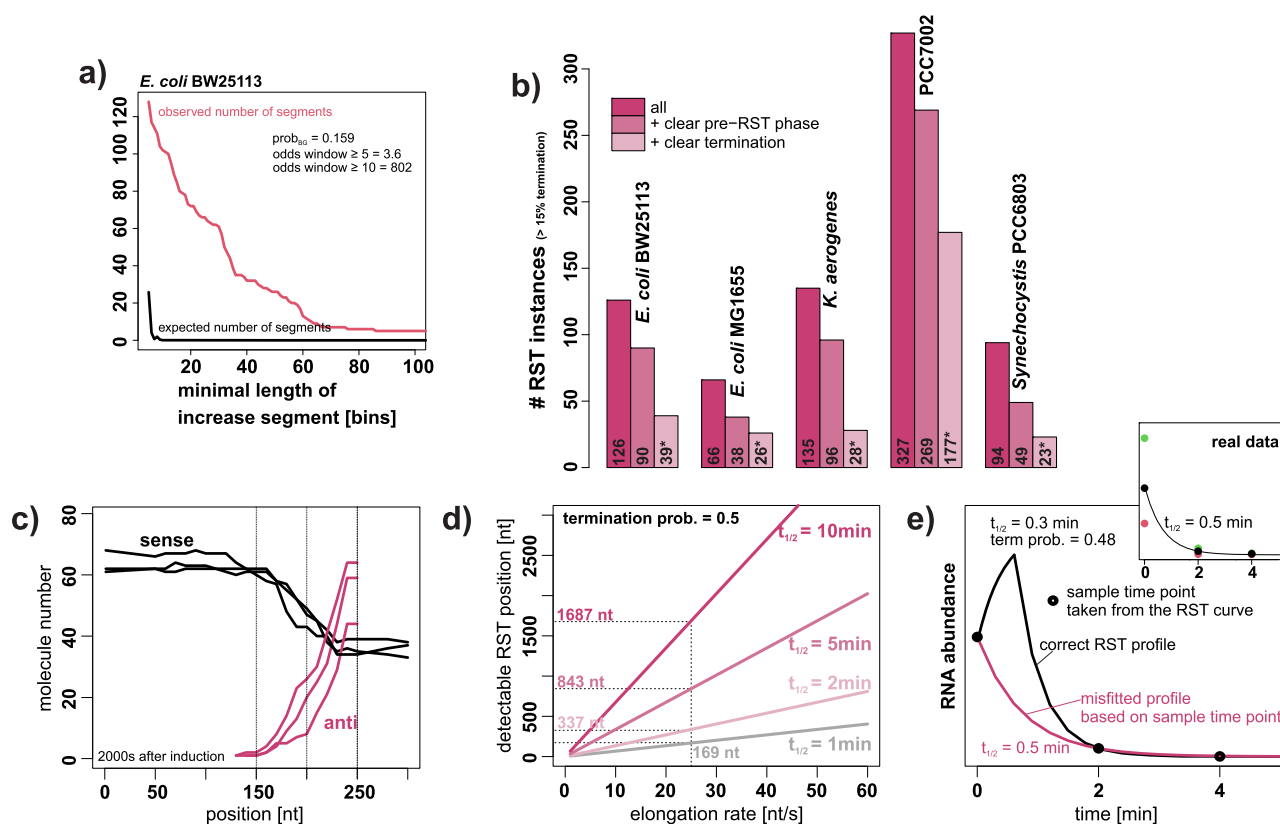 a)
E. coli BW25113
observed number of segments
prob_BG = 0.159
odds window ≥ 5 = 3.6
odds window ≥ 10 = 802
expected number of segments
0
20
40
60
80
100
120
20
40
60
80
100
minimal length of
increase segment [bins]
b)
# RST instances (> 15% termination)
0
50
100
150
200
250
300
all
+ clear pre−RST phase
+ clear termination
E. coli BW25113
E. coli MG1655
K. aerogenes
PCC7002
Synechocystis PCC6803
126
90
39*
66
38
26*
135
96
28*
327
269
177*
94
49
23*
c)
molecule number
0
20
40
60
80
sense
anti
2000s after induction
0
50
150
200
250
position [nt]
d)
detectable RST position [nt]
0
500
1500
2500
termination prob. = 0.5
t1/2 = 10min
t1/2 = 5min
t1/2 = 2min
t1/2 = 1min
1687 nt
843 nt
337 nt
169 nt
0
10
20
30
40
50
60
elongation rate [nt/s]
e)
RNA abundance
t1/2 = 0.3 min
term prob. = 0.48
sample time point
taken from the RST curve
correct RST profile
misfitted profile
based on sample time point
t1/2 = 0.5 min
0
2
4
time [min]
real data
t1/2 = 0.5 min
0
2
4